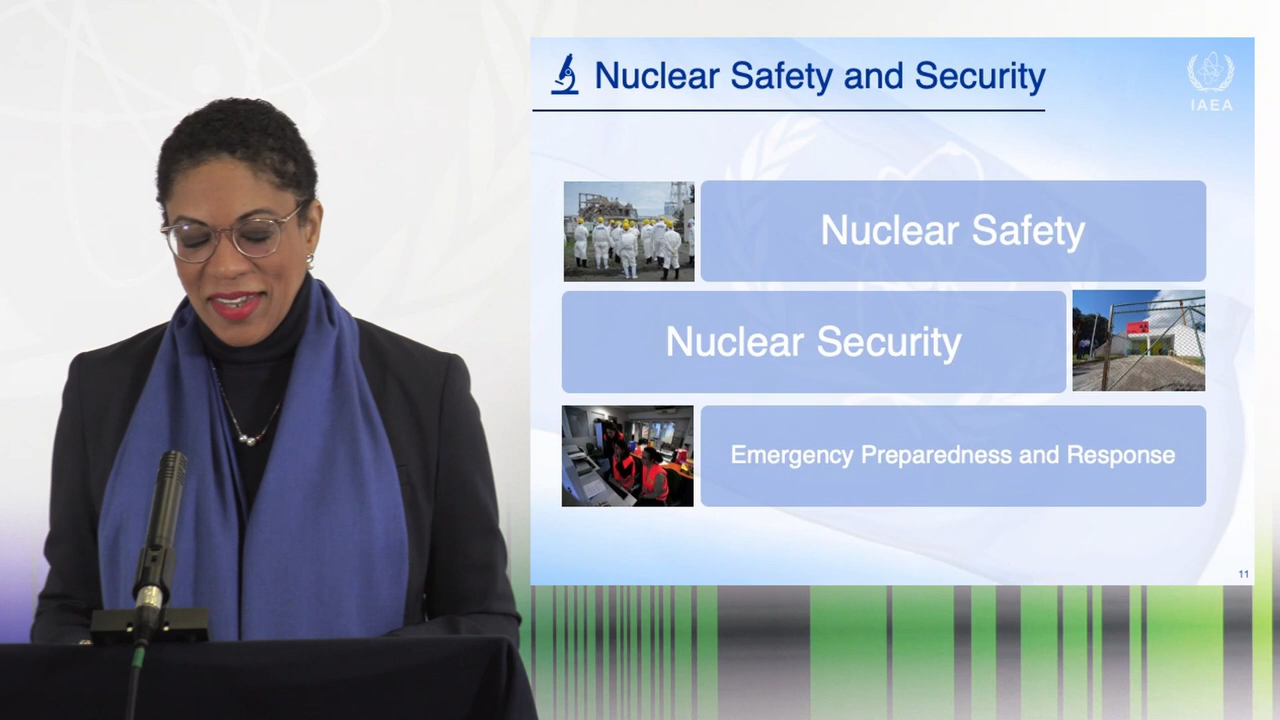 Nuclear Safety and Security
IAEA
Nuclear Safety
Nuclear Security
Emergency Preparedness and Response
11